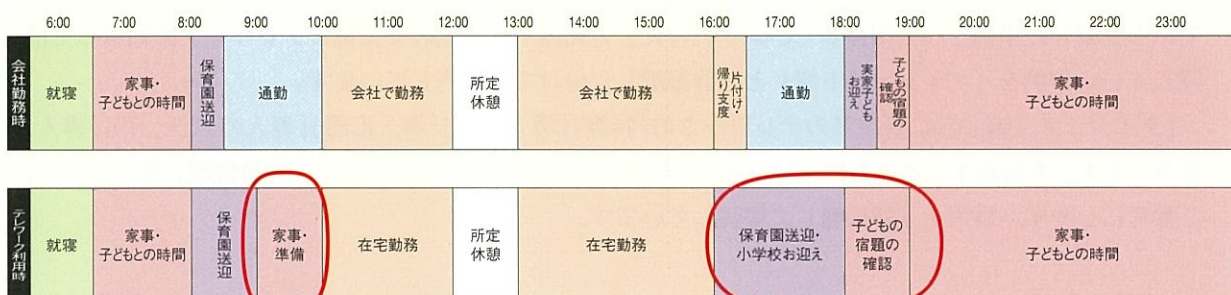 6:00 7:00 8:00 9:00 10:00 11:00 12:00 13:00 14:00 15:00 16:00 17:00 18:00 19:00 20:00 21:00 22:00 23:00
会社勤務時
就寝
家事・
子どもとの時間
保育園送迎
通勤
会社で勤務
所定
休憩
会社で勤務
片付け・
帰り支度
通勤
実家子ども
お迎え
子どもの宿題の
確認
家事・
子どもとの時間
テレワーク利用時
就寝
家事・
子どもとの時間
保育園送迎
家事・
準備
在宅勤務
所定
休憩
在宅勤務
保育園送迎・
小学校お迎え
子どもの
宿題の
確認
家事・
子どもとの時間